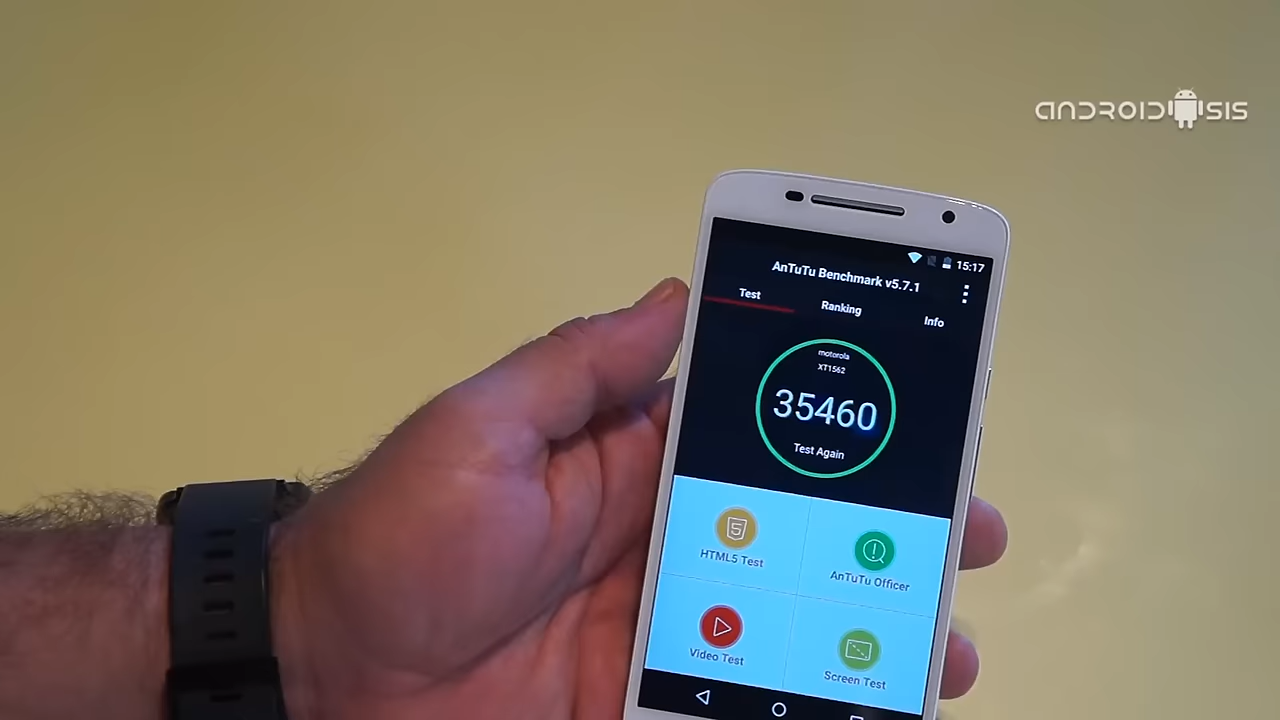 ANDROIDSIS
15:17
AnTuTu Benchmark v5.7.1
Test Ranking Info
motorola
XT1562
35460
Test Again
5
HTML5 Test
AnTuTu Officer
Video Test
Screen Test